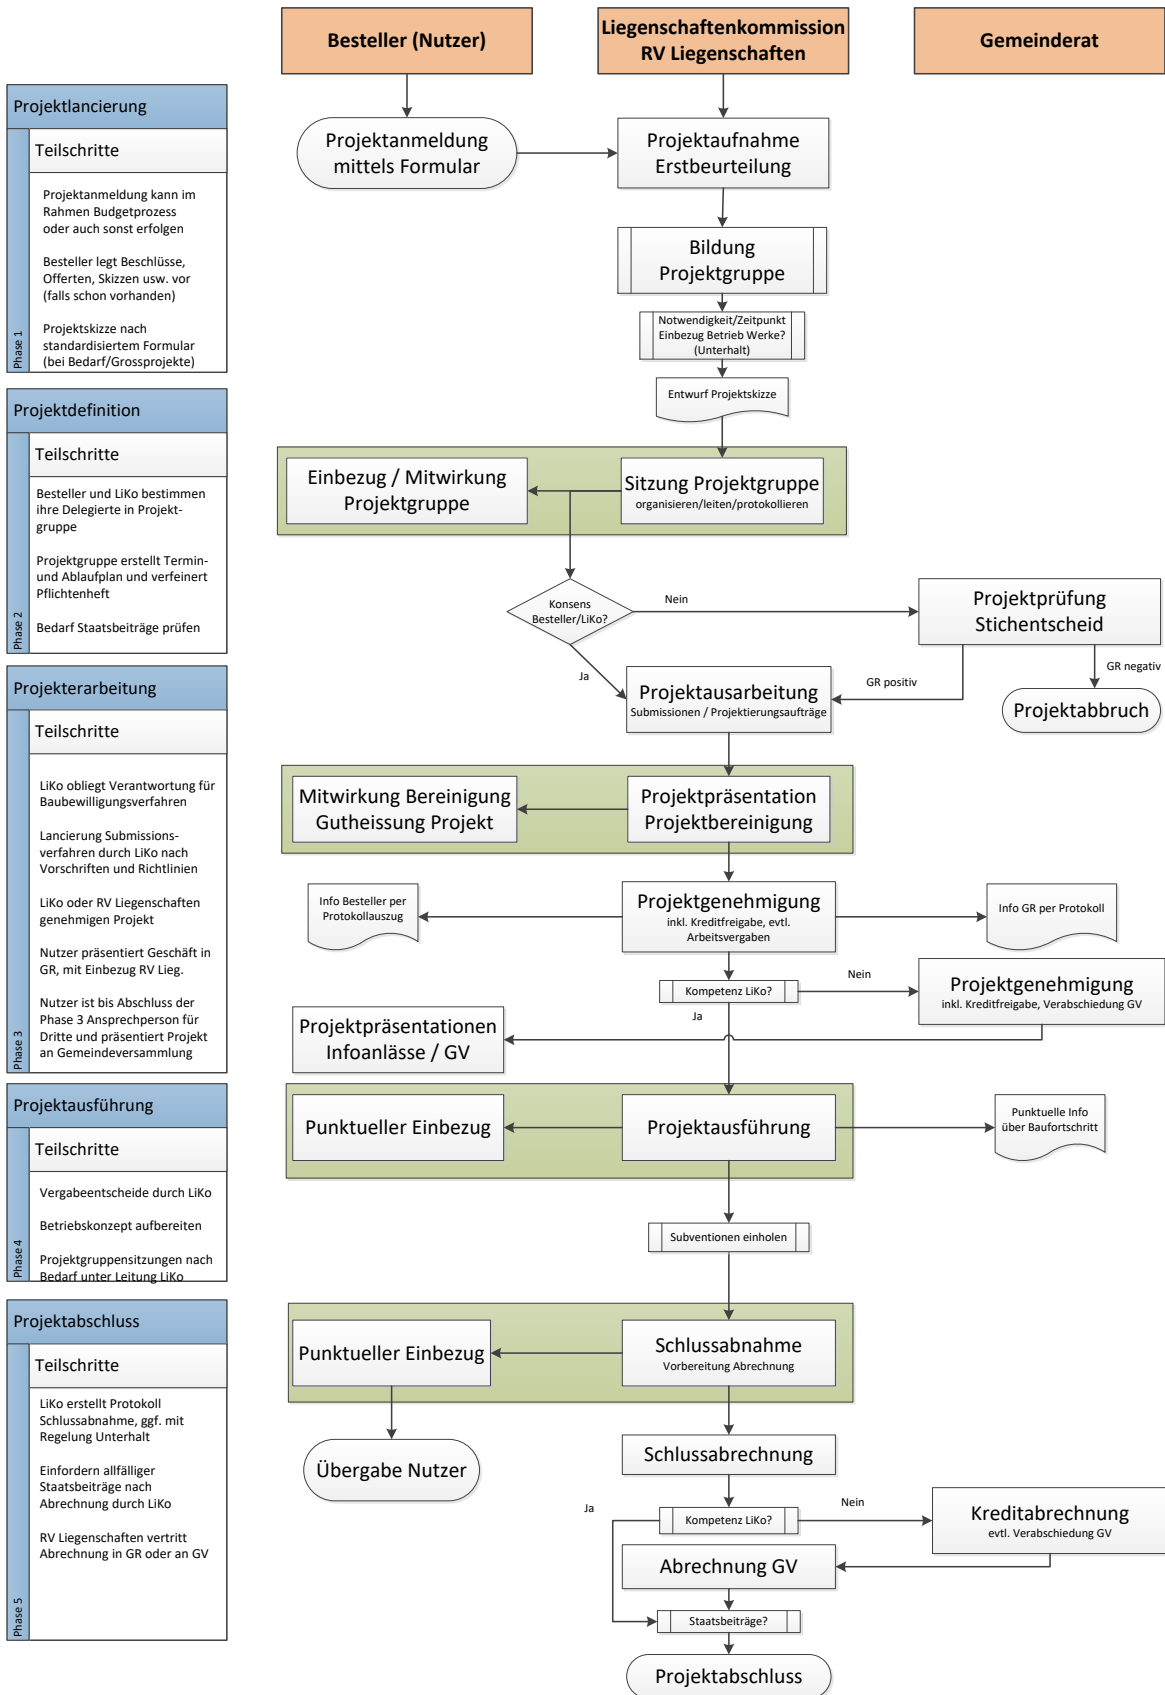 Besteller (Nutzer)
Liegenschaftenkommission
RV Liegenschaften
Gemeinderat
Projektlancierung
Teilschritte
Projektanmeldung kann im
Rahmen Budgetprozess
oder auch sonst erfolgen
Besteller legt Beschlüsse,
Offerten, Skizzen usw. vor
(falls schon vorhanden)
Projektskizze nach
standardisiertem Formular
(bei Bedarf/Grossprojekte)
Phase 1
Projektanmeldung
mittels Formular
Projektaufnahme
Erstbeurteilung
Bildung
Projektgruppe
Notwendigkeit/Zeitpunkt
Einbezug Betrieb Werke?
(Unterhalt)
Entwurf Projektskizze
Projektdefinition
Teilschritte
Besteller und LiKo bestimmen
ihre Delegierte in Projekt-
gruppe
Projektgruppe erstellt Termin-
und Ablaufplan und verfeinert
Pflichtenheft
Bedarf Staatsbeiträge prüfen
Phase 2
Einbezug / Mitwirkung
Projektgruppe
Sitzung Projektgruppe
organisieren/leiten/protokollieren
Konsens
Besteller/LiKo?
Nein
Ja
Projektprüfung
Stichentscheid
GR positiv
GR negativ
Projektabbruch
Projekterarbeitung
Teilschritte
LiKo obliegt Verantwortung für
Baubewilligungsverfahren
Lancierung Submissions-
verfahren durch LiKo nach
Vorschriften und Richtlinien
LiKo oder RV Liegenschaften
genehmigen Projekt
Nutzer präsentiert Geschäft in
GR, mit Einbezug RV Lieg.
Nutzer ist bis Abschluss der
Phase 3 Ansprechperson für
Dritte und präsentiert Projekt
an Gemeindeversammlung
Phase 3
Projektausarbeitung
Submissionen / Projektierungsaufträge
Mitwirkung Bereinigung
Gutheissung Projekt
Projektpräsentation
Projektbereinigung
Info Besteller per
Protokollauszug
Projektgenehmigung
inkl. Kreditfreigabe, evtl.
Arbeitsvergaben
Info GR per Protokoll
Kompetenz LiKo?
Nein
Ja
Projektgenehmigung
inkl. Kreditfreigabe, Verabschiedung GV
Projektpräsentationen
Infoanlässe / GV
Projektausführung
Teilschritte
Vergabeentscheide durch LiKo
Betriebskonzept aufbereiten
Projektgruppensitzungen nach
Bedarf unter Leitung LiKo
Phase 4
Punktueller Einbezug
Projektausführung
Punktuelle Info
über Baufortschritt
Subventionen einholen
Projektabschluss
Teilschritte
LiKo erstellt Protokoll
Schlussabnahme, ggf. mit
Regelung Unterhalt
Einfordern allfälliger
Staatsbeiträge nach
Abrechnung durch LiKo
RV Liegenschaften vertritt
Abrechnung in GR oder an GV
Phase 5
Punktueller Einbezug
Schlussabnahme
Vorbereitung Abrechnung
Übergabe Nutzer
Schlussabrechnung
Ja
Kompetenz LiKo?
Nein
Kreditabrechnung
evtl. Verabschiedung GV
Abrechnung GV
Staatsbeiträge?
Projektabschluss